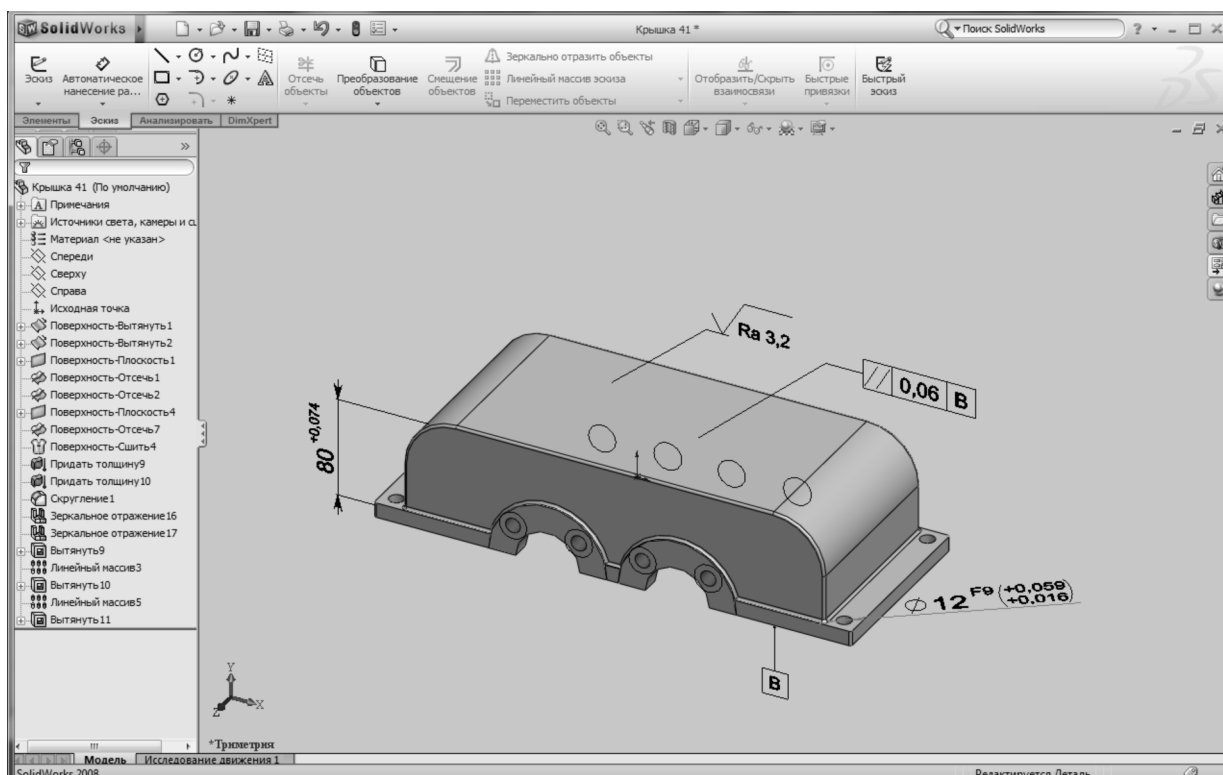 SolidWorks
Крышка 41 *
Поиск SolidWorks
Эскиз
Автоматическое
нанесение ра...
Отсечь
объекты
Преобразование
объектов
Смещение
объектов
Зеркально отразить объекты
Линейный массив эскиза
Переместить объекты
Отобразить/Скрыть
взаимосвязи
Быстрые
привязки
Быстрый
эскиз
Элементы Эскиз Анализировать DimXpert
Крышка 41 (По умолчанию)
Примечания
Источники света, камеры и сц
Материал <не указан>
Спереди
Сверху
Справа
Исходная точка
Поверхность-Вытянуть1
Поверхность-Вытянуть2
Поверхность-Плоскость1
Поверхность-Отсечь1
Поверхность-Отсечь2
Поверхность-Плоскость4
Поверхность-Отсечь7
Поверхность-Сшить4
Придать толщину9
Придать толщину10
Скругление1
Зеркальное отражение16
Зеркальное отражение17
Вытянуть9
Линейный массив3
Вытянуть10
Линейный массив5
Вытянуть11
Ra 3,2
// 0,06 B
80 +0,074
⌀ 12 F9 (+0,059
+0,016)
B
Y
X
Z
*Триметрия
Модель Исследование движения 1
SolidWorks 2008
Редактируется Деталь